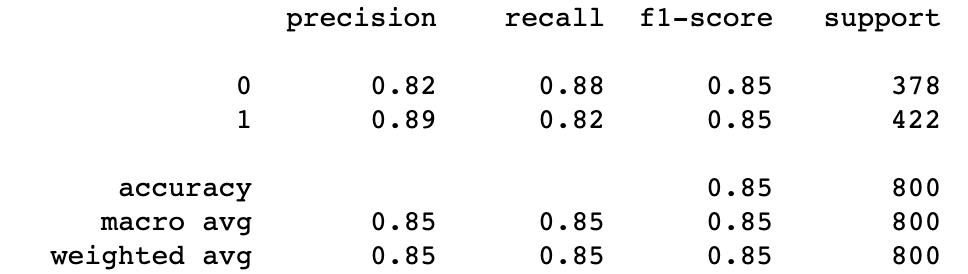 precision recall f1-score support
0 0.82 0.88 0.85 378
1 0.89 0.82 0.85 422
accuracy 0.85 800
macro avg 0.85 0.85 0.85 800
weighted avg 0.85 0.85 0.85 800